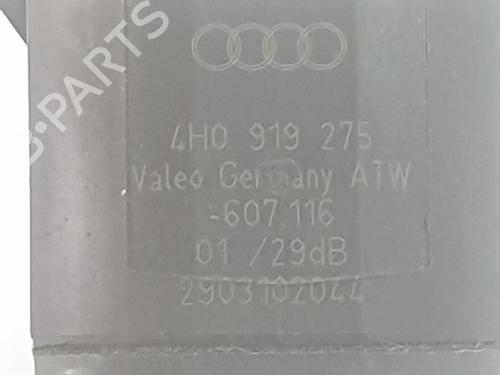 4H0 919 275
Valeo Germany ATW
-607.116
01 /29dB
2903102044
B-PARTS